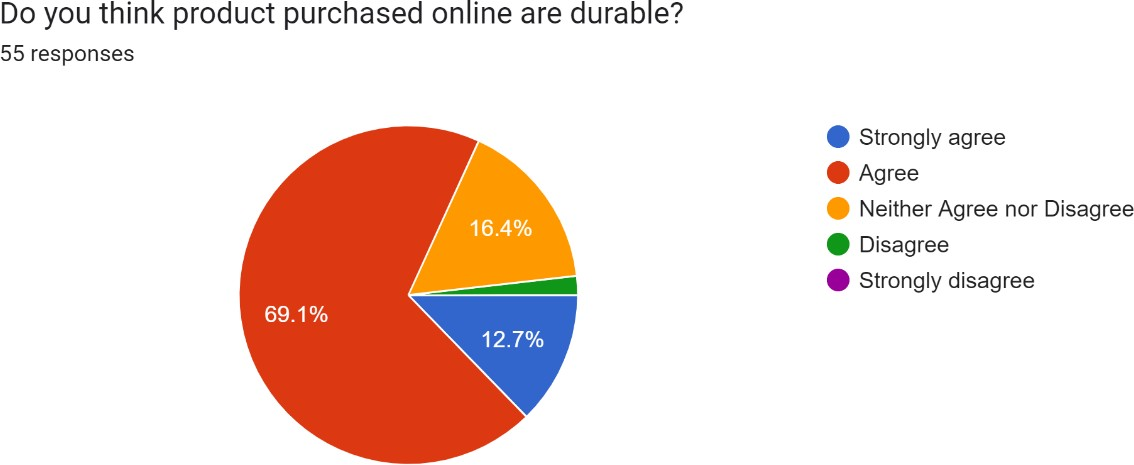 Do you think product purchased online are durable?
55 responses
Strongly agree
Agree
Neither Agree nor Disagree
Disagree
Strongly disagree
16.4%
69.1%
12.7%